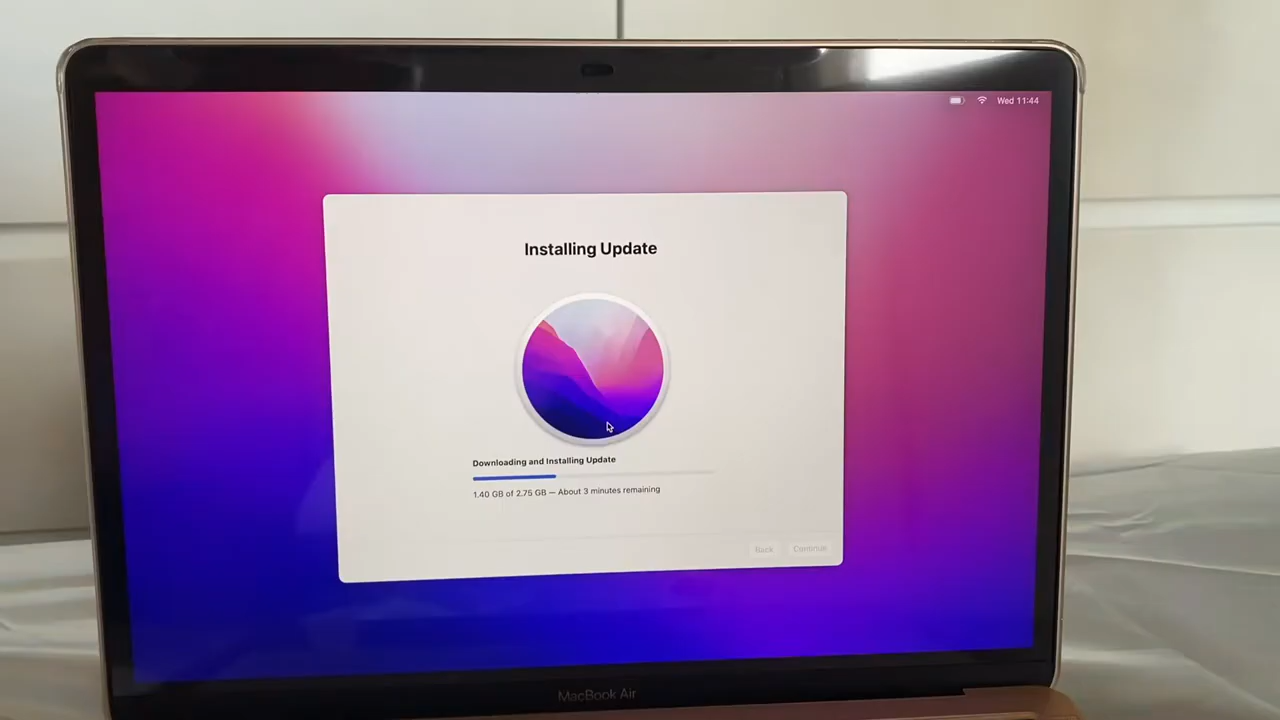 Wed 11:44
Installing Update
Downloading and Installing Update
1.40 GB of 2.75 GB — About 3 minutes remaining
Back Continue
MacBook Air